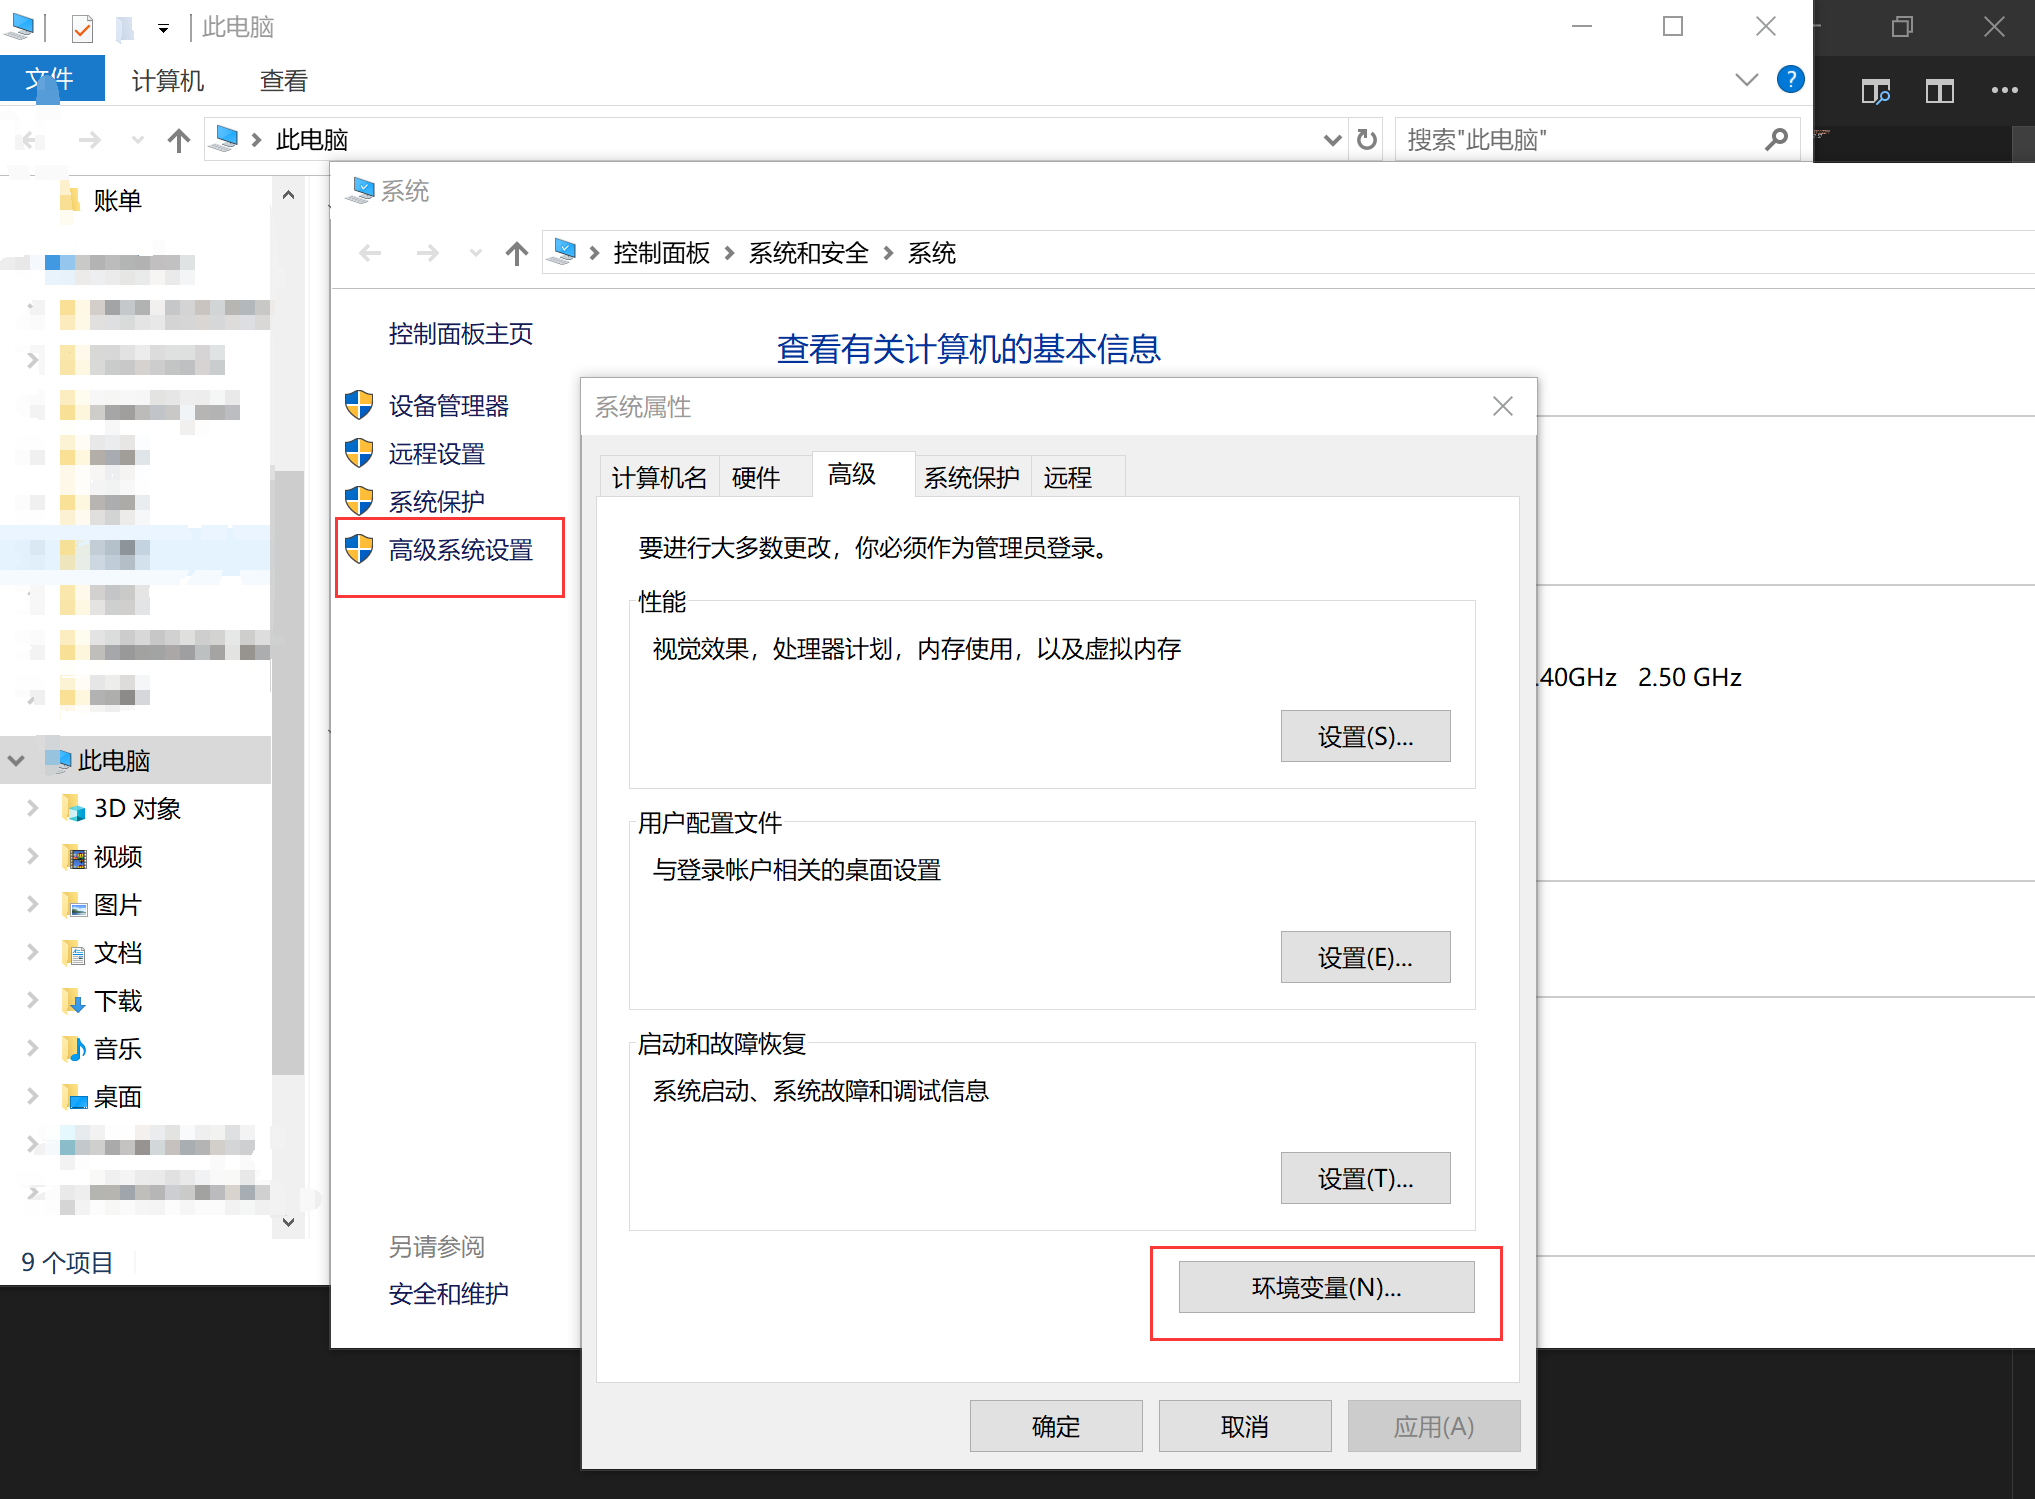 此电脑
文件 计算机 查看
此电脑
搜索"此电脑"
账单
此电脑
3D 对象
视频
图片
文档
下载
音乐
桌面
9 个项目
系统
控制面板 系统和安全 系统
控制面板主页
设备管理器
远程设置
系统保护
高级系统设置
另请参阅
安全和维护
查看有关计算机的基本信息
.40GHz 2.50 GHz
系统属性
计算机名 硬件 高级 系统保护 远程
要进行大多数更改，你必须作为管理员登录。
性能
视觉效果，处理器计划，内存使用，以及虚拟内存
设置(S)...
用户配置文件
与登录帐户相关的桌面设置
设置(E)...
启动和故障恢复
系统启动、系统故障和调试信息
设置(T)...
环境变量(N)...
确定 取消 应用(A)